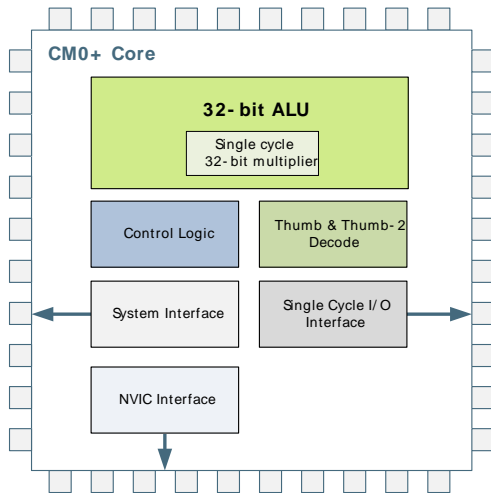 CM0+ Core
32-bit ALU
Single cycle
32-bit multiplier
Control Logic
Thumb & Thumb-2
Decode
System Interface
Single Cycle I/O
Interface
NVIC Interface